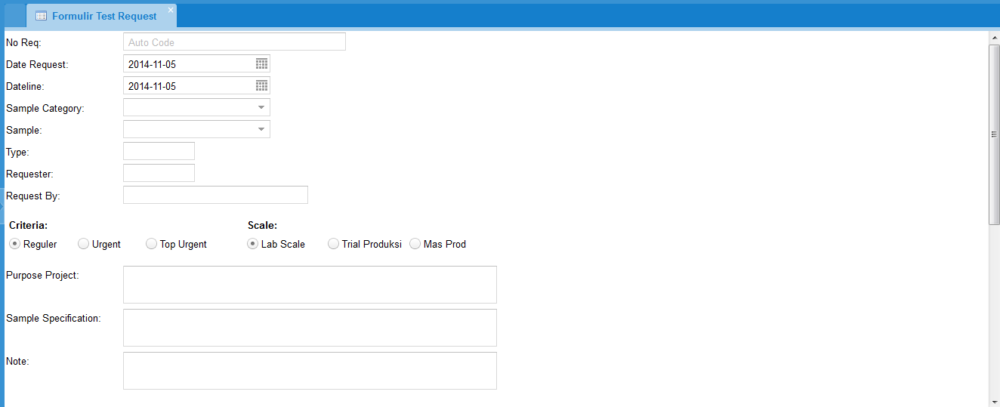 Formulir Test Request
No Req: Auto Code
Date Request: 2014-11-05
Dateline: 2014-11-05
Sample Category:
Sample:
Type:
Requester:
Request By:
Criteria: Scale:
Reguler Urgent Top Urgent Lab Scale Trial Produksi Mas Prod
Purpose Project:
Sample Specification:
Note: